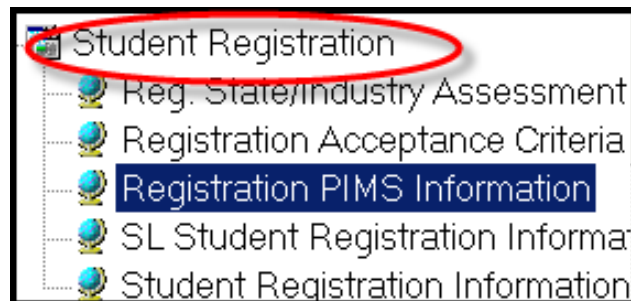 Student Registration
Reg. State/Industry Assessment
Registration Acceptance Criteria
Registration PIMS Information
SL Student Registration Informat
Student Registration Information